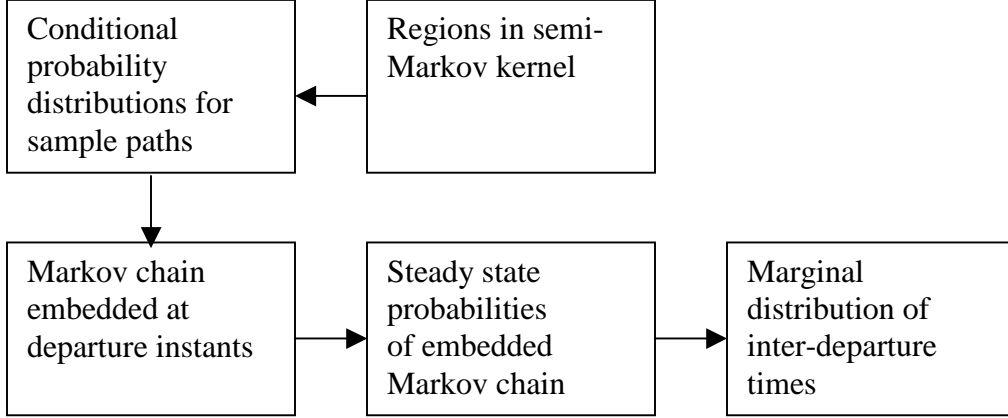 Conditional
probability
distributions for
sample paths
Regions in semi-
Markov kernel
Markov chain
embedded at
departure instants
Steady state
probabilities
of embedded
Markov chain
Marginal
distribution of
inter-departure
times